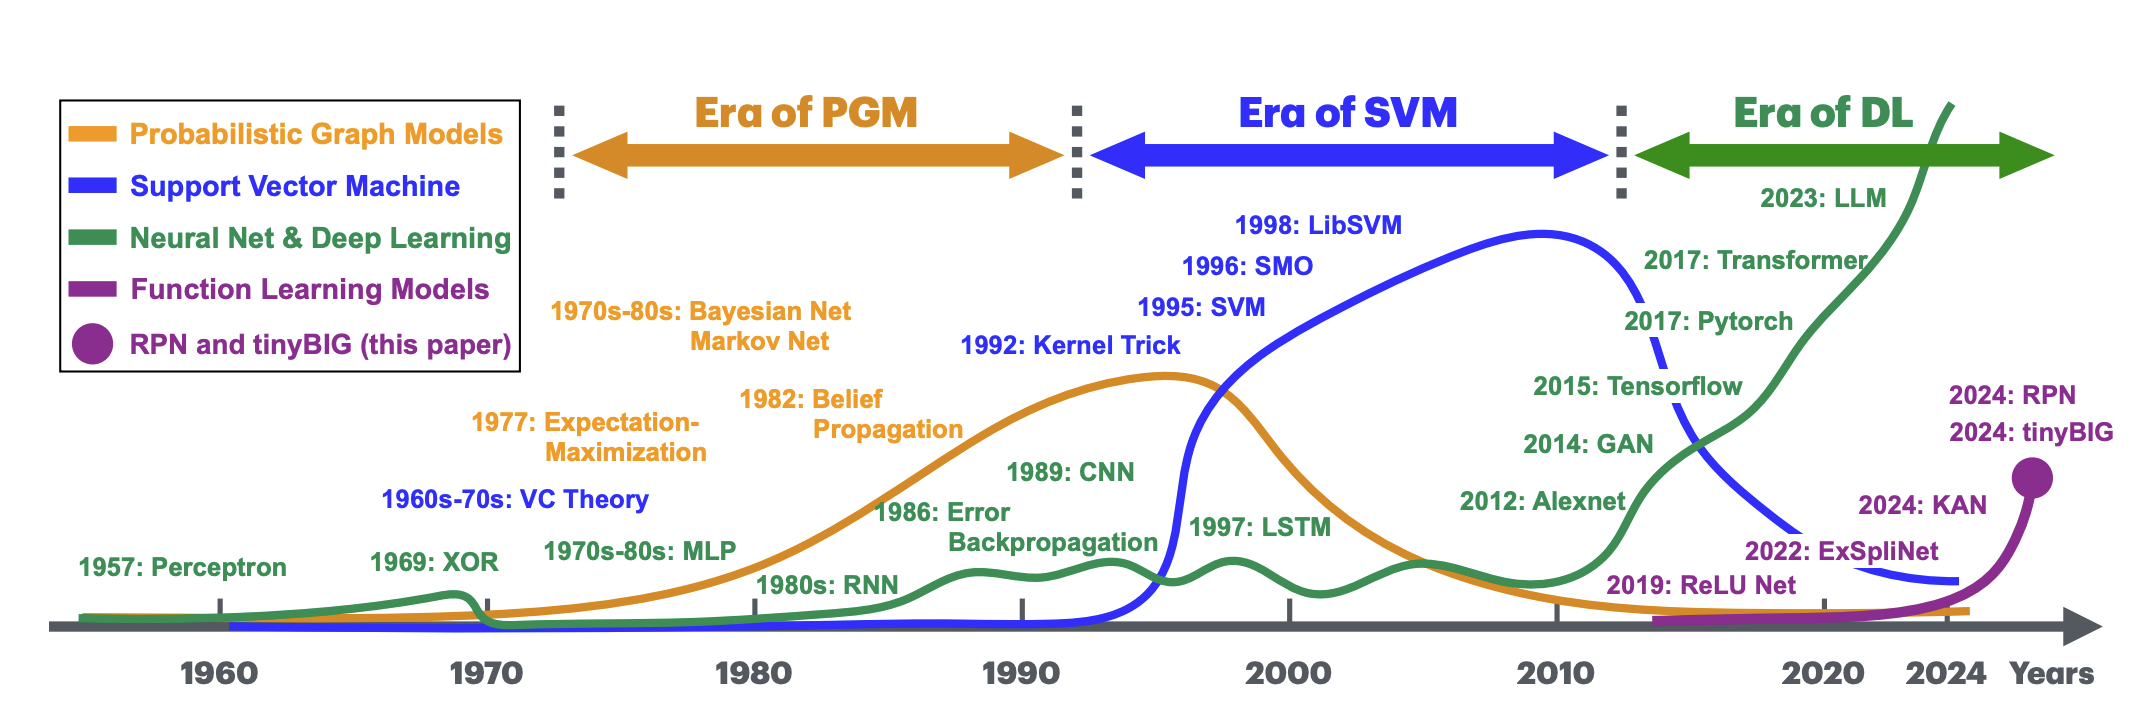 Era of PGM
Era of SVM
Era of DL
Probabilistic Graph Models
Support Vector Machine
Neural Net & Deep Learning
Function Learning Models
RPN and tinyBIG (this paper)
2023: LLM
1998: LibSVM
2017: Transformer
1996: SMO
1995: SVM
1970s-80s: Bayesian Net
Markov Net
2017: Pytorch
1992: Kernel Trick
2015: Tensorflow
1982: Belief
Propagation
2024: RPN
2024: tinyBIG
1977: Expectation-
Maximization
2014: GAN
1989: CNN
1960s-70s: VC Theory
2012: Alexnet
2024: KAN
1986: Error
Backpropagation
1997: LSTM
1970s-80s: MLP
2022: ExSpliNet
1957: Perceptron
1969: XOR
1980s: RNN
2019: ReLU Net
1960
1970
1980
1990
2000
2010
2020
2024
Years